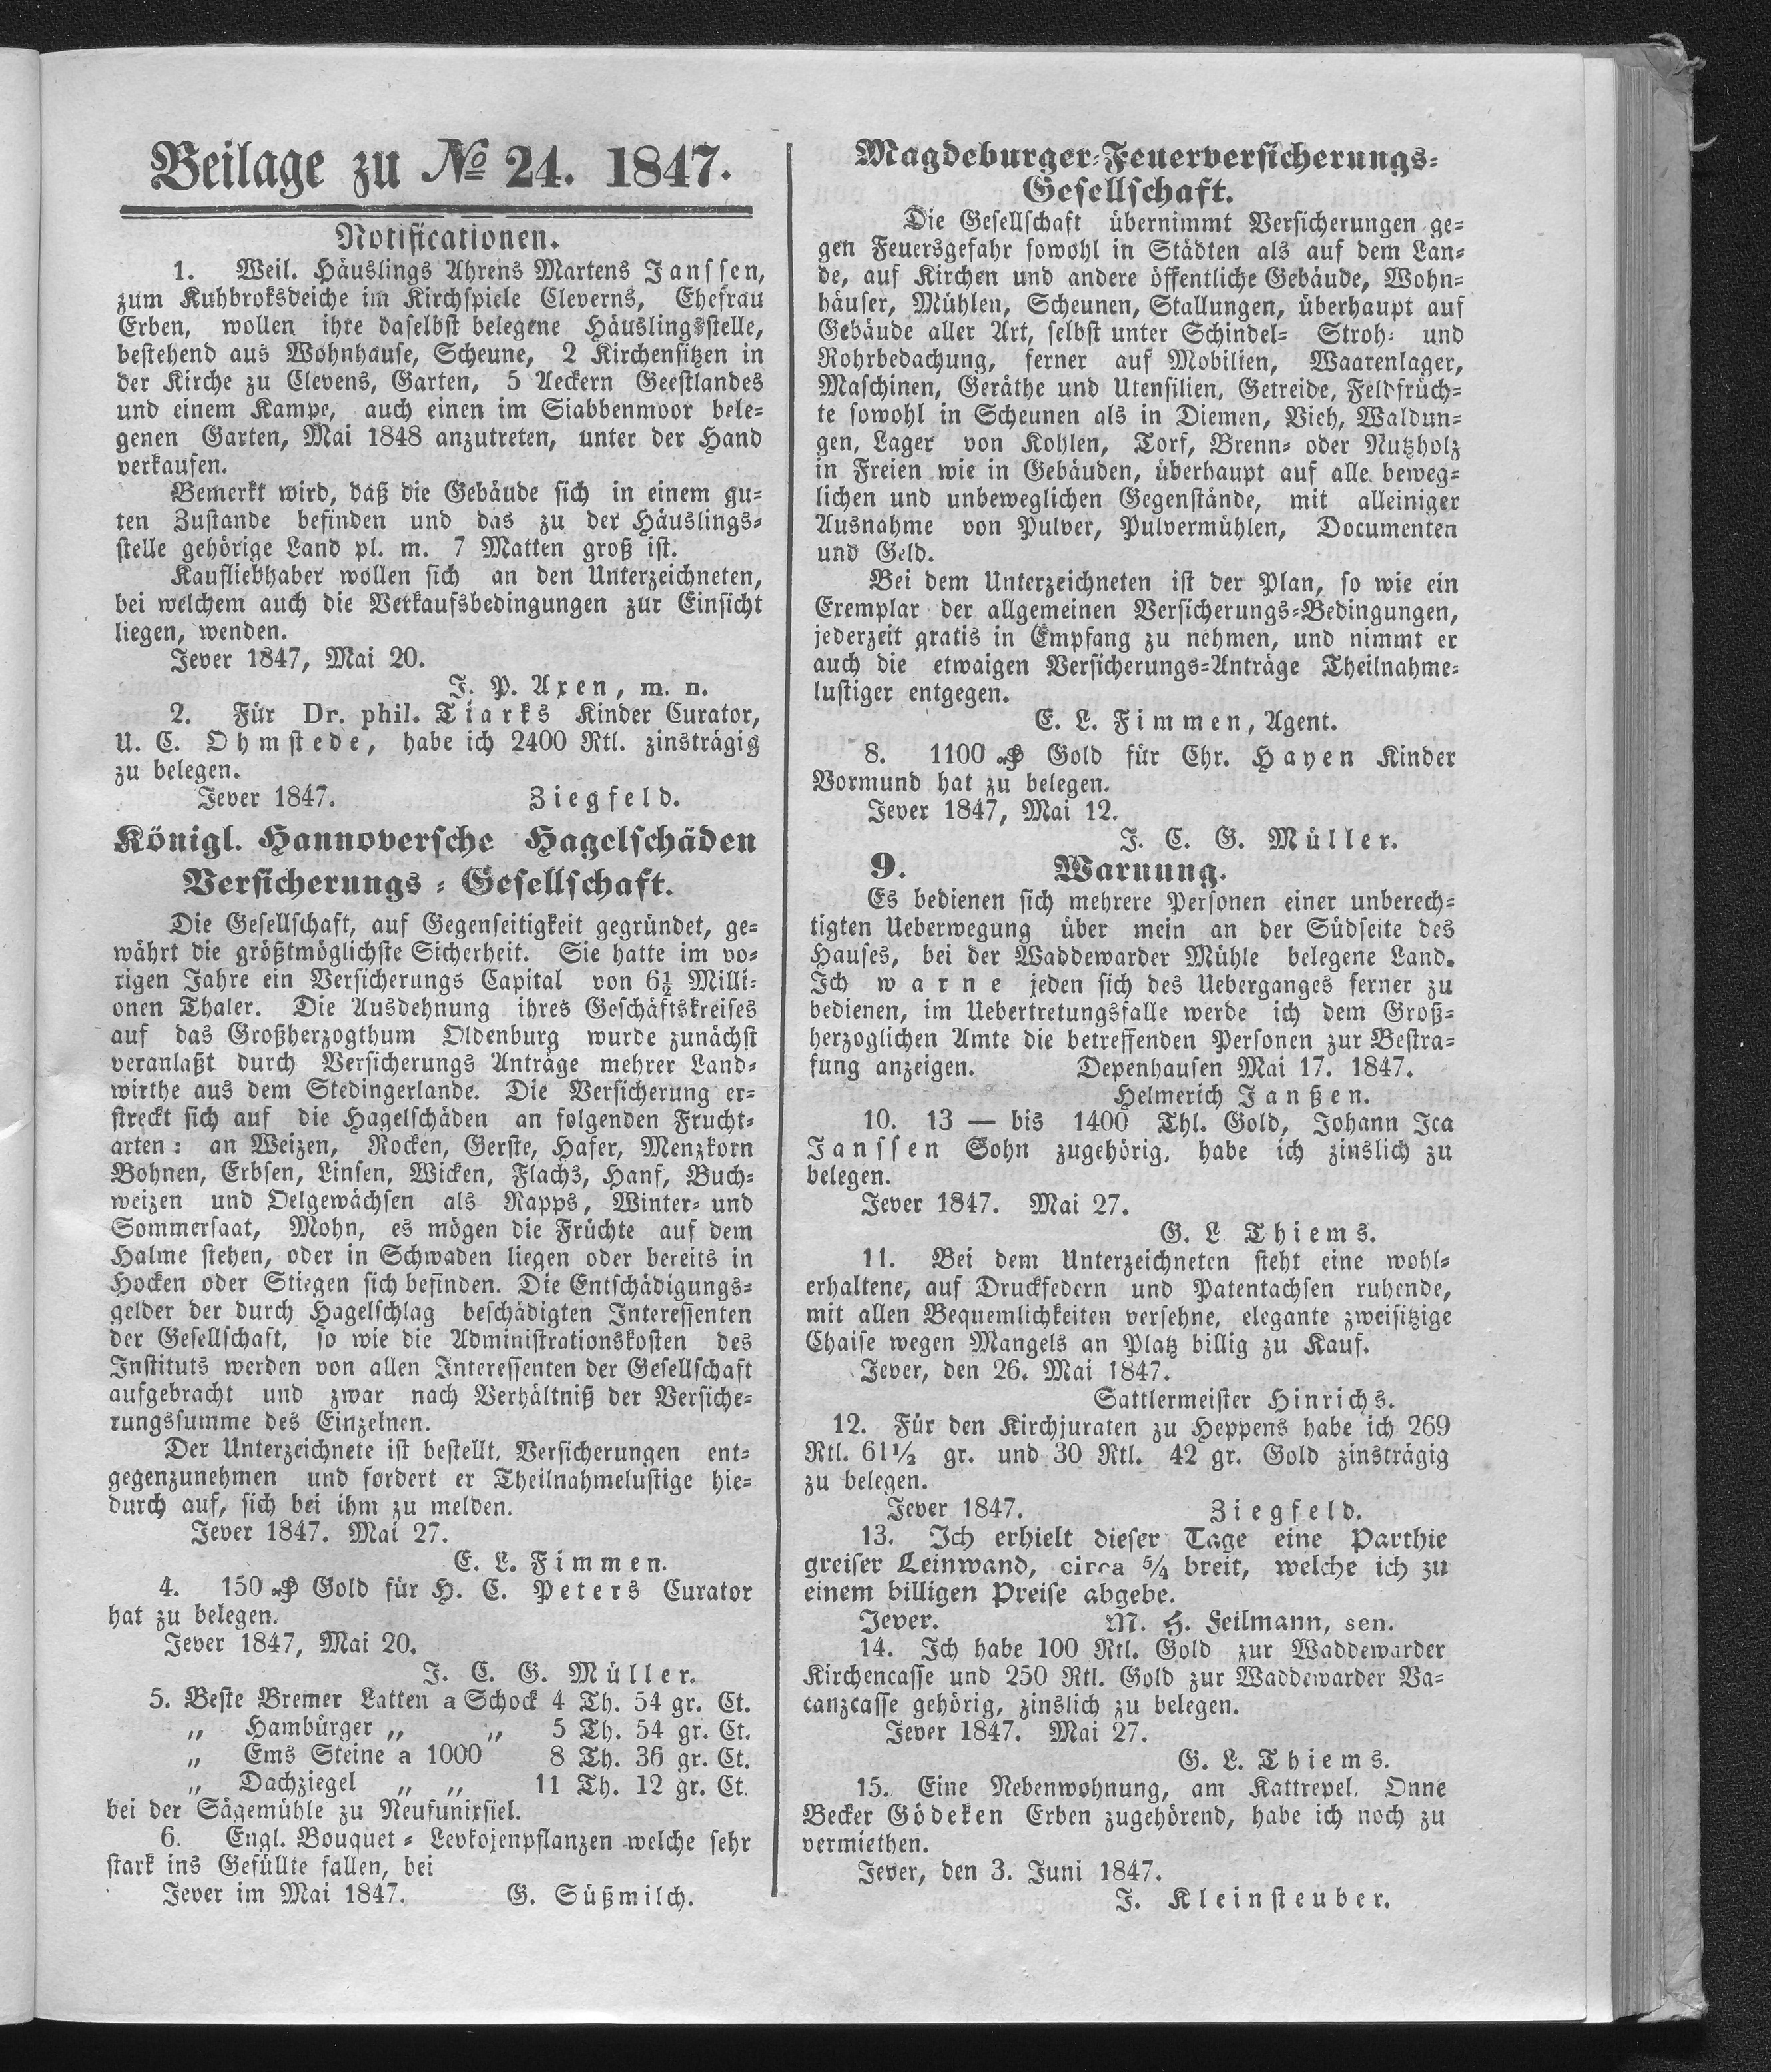 Beilage zu № 24. 1847.
Notificationen.
1. Weil. Häuslings Ahrens Martens Janssen,
zum Kuhbroksdeiche im Kirchspiele Cleverns, Ehefrau
Erben, wollen ihre daselbst belegene Häuslingsstelle,
bestehend aus Wohnhause, Scheune, 2 Kirchensitzen in
der Kirche zu Clevens, Garten, 5 Aeckern Geestlandes
und einem Kampe, auch einen im Siabbenmoor bele-
genen Garten, Mai 1848 anzutreten, unter der Hand
verkaufen.
Bemerkt wird, daß die Gebäude sich in einem gu-
ten Zustande befinden und das zu der Häuslings-
stelle gehörige Land pl. m. 7 Matten groß ist.
Kaufliebhaber wollen sich an den Unterzeichneten,
bei welchem auch die Verkaufsbedingungen zur Einsicht
liegen, wenden.
Jever 1847, Mai 20.
J. P. Axen, m. n.
2. Für Dr. phil. Tiarks Kinder Curator,
U. C. Ohmstede, habe ich 2400 Rtl. zinsträgig
zu belegen.
Jever 1847. Ziegfeld.
Königl. Hannoversche Hagelschäden
Versicherungs-Gesellschaft.
Die Gesellschaft, auf Gegenseitigkeit gegründet, ge-
währt die größtmöglichste Sicherheit. Sie hatte im vo-
rigen Jahre ein Versicherungs Capital von 6½ Milli-
onen Thaler. Die Ausdehnung ihres Geschäftskreises
auf das Großherzogthum Oldenburg wurde zunächst
veranlaßt durch Versicherungs Anträge mehrer Land-
wirthe aus dem Stedingerlande. Die Versicherung er-
streckt sich auf die Hagelschäden an folgenden Frucht-
arten: an Weizen, Rocken, Gerste, Hafer, Menzkorn
Bohnen, Erbsen, Linsen, Wicken, Flachs, Hanf, Buch-
weizen und Oelgewächsen als Rapps, Winter- und
Sommersaat, Mohn, es mögen die Früchte auf dem
Halme stehen, oder in Schwaden liegen oder bereits in
Hocken oder Stiegen sich befinden. Die Entschädigungs-
gelder der durch Hagelschlag beschädigten Interessenten
der Gesellschaft, so wie die Administrationskosten des
Instituts werden von allen Interessenten der Gesellschaft
aufgebracht und zwar nach Verhältniß der Versiche-
rungssumme des Einzelnen.
Der Unterzeichnete ist bestellt, Versicherungen ent-
gegenzunehmen und fordert er Theilnahmelustige hie-
durch auf, sich bei ihm zu melden.
Jever 1847. Mai 27.
E. L. Fimmen.
4. 150 ₰ Gold für H. C. Peters Curator
hat zu belegen.
Jever 1847, Mai 20.
J. C. G. Müller.
5. Beste Bremer Latten a Schock 4 Th. 54 gr. Ct.
„ Hambürger „ „ 5 Th. 54 gr. Ct.
„ Ems Steine a 1000 8 Th. 36 gr. Ct.
„ Dachziegel „ „ 11 Th. 12 gr. Ct.
bei der Sägemühle zu Neufunixsiel.
6. Engl. Bouquet-Levkojenpflanzen welche sehr
stark ins Gefüllte fallen, bei
Jever im Mai 1847. G. Süßmilch.
Magdeburger-Feuerversicherungs-
Gesellschaft.
Die Gesellschaft übernimmt Versicherungen ge-
gen Feuersgefahr sowohl in Städten als auf dem Lan-
de, auf Kirchen und andere öffentliche Gebäude, Wohn-
häuser, Mühlen, Scheunen, Stallungen, überhaupt auf
Gebäude aller Art, selbst unter Schindel- Stroh- und
Rohrbedachung, ferner auf Mobilien, Waarenlager,
Maschinen, Geräthe und Utensilien, Getreide, Feldfrüch-
te sowohl in Scheunen als in Diemen, Vieh, Waldun-
gen, Lager von Kohlen, Torf, Brenn- oder Nutzholz
in Freien wie in Gebäuden, überhaupt auf alle beweg-
lichen und unbeweglichen Gegenstände, mit alleiniger
Ausnahme von Pulver, Pulvermühlen, Documenten
und Geld.
Bei dem Unterzeichneten ist der Plan, so wie ein
Exemplar der allgemeinen Versicherungs-Bedingungen,
jederzeit gratis in Empfang zu nehmen, und nimmt er
auch die etwaigen Versicherungs-Anträge Theilnahme-
lustiger entgegen.
E. L. Fimmen, Agent.
8. 1100 ₰ Gold für Chr. Hayen Kinder
Vormund hat zu belegen.
Jever 1847, Mai 12.
J. C. G. Müller.
9. Warnung.
Es bedienen sich mehrere Personen einer unberech-
tigten Ueberwegung über mein an der Südseite des
Hauses, bei der Waddewarder Mühle belegene Land.
Ich warne jeden sich des Ueberganges ferner zu
bedienen, im Uebertretungsfalle werde ich dem Groß-
herzoglichen Amte die betreffenden Personen zur Bestra-
fung anzeigen. Depenhausen Mai 17. 1847.
Helmerich Janßen.
10. 13 — bis 1400 Thl. Gold, Johann Ica
Janssen Sohn zugehörig, habe ich zinslich zu
belegen.
Jever 1847. Mai 27.
G. L Thiems.
11. Bei dem Unterzeichneten steht eine wohl-
erhaltene, auf Druckfedern und Patentachsen ruhende,
mit allen Bequemlichkeiten versehne, elegante zweisitzige
Chaise wegen Mangels an Platz billig zu Kauf.
Jever, den 26. Mai 1847.
Sattlermeister Hinrichs.
12. Für den Kirchjuraten zu Heppens habe ich 269
Rtl. 61½ gr. und 30 Rtl. 42 gr. Gold zinsträgig
zu belegen.
Jever 1847. Ziegfeld.
13. Ich erhielt dieser Tage eine Parthie
greiser Leinwand, circa 5/4 breit, welche ich zu
einem billigen Preise abgebe.
Jever. M. H. Feilmann, sen.
14. Ich habe 100 Rtl. Gold zur Waddewarder
Kirchencasse und 250 Rtl. Gold zur Waddewarder Va-
canzcasse gehörig, zinslich zu belegen.
Jever 1847. Mai 27.
G. L. Thiems.
15. Eine Nebenwohnung, am Kattrepel, Onne
Becker Gödeken Erben zugehörend, habe ich noch zu
vermiethen.
Jever, den 3. Juni 1847.
J. Kleinsteuber.